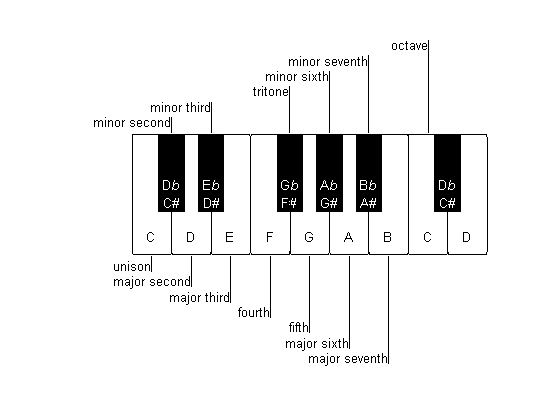 octave
minor seventh
minor sixth
tritone
minor third
minor second
Db Eb Gb Ab Bb Db
C# D# F# G# A# C#
C D E F G A B C D
unison
major second
major third
fourth
fifth
major sixth
major seventh